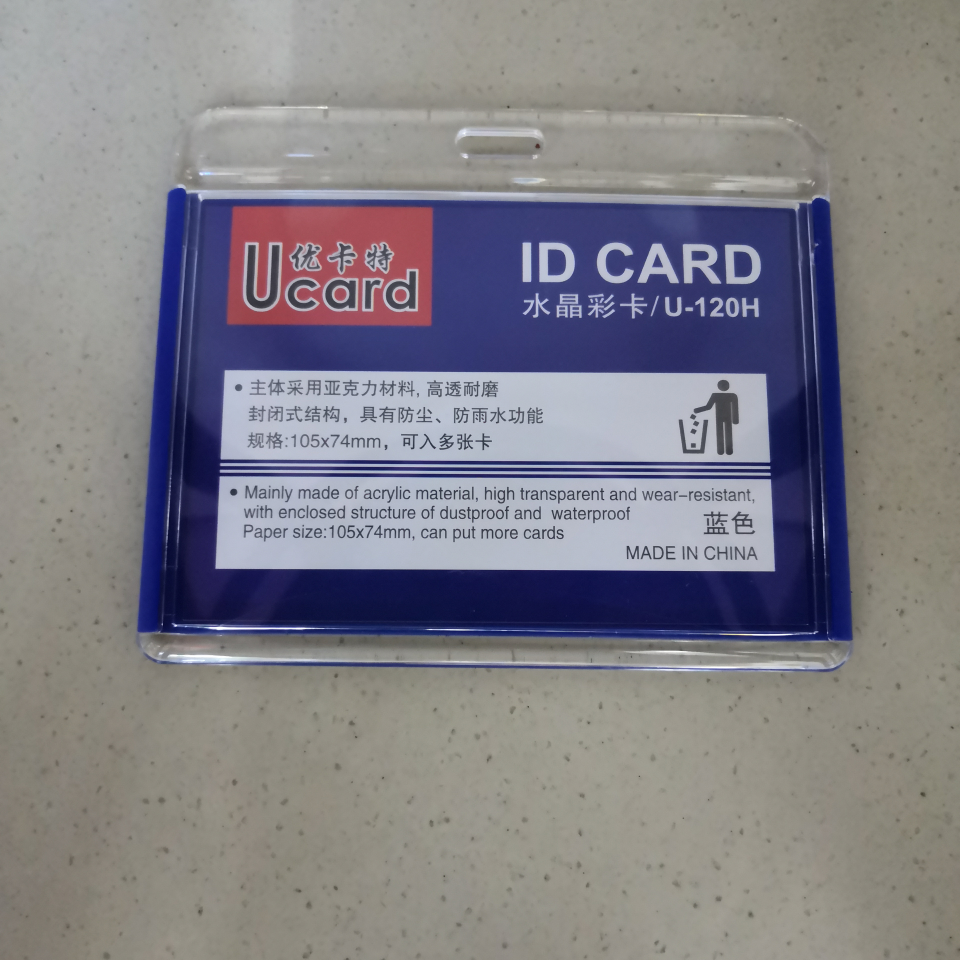 优卡特
Ucard
ID CARD
水晶彩卡/U-120H
• 主体采用亚克力材料, 高透耐磨
封闭式结构，具有防尘、防雨水功能
规格:105x74mm，可入多张卡
• Mainly made of acrylic material, high transparent and wear-resistant,
with enclosed structure of dustproof and waterproof
Paper size:105x74mm, can put more cards
蓝色
MADE IN CHINA